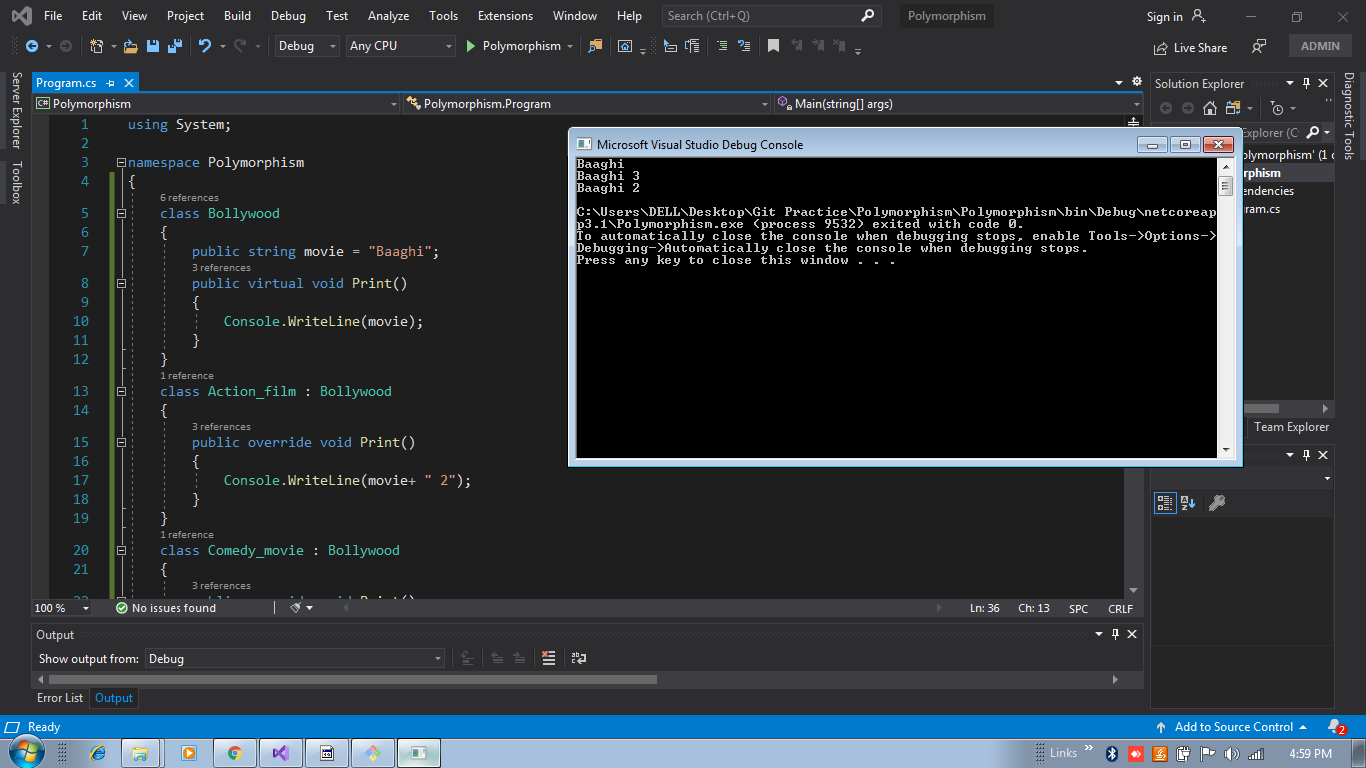 File Edit View Project Build Debug Test Analyze Tools Extensions Window Help Search (Ctrl+Q) Polymorphism Sign in
Debug Any CPU Polymorphism Live Share ADMIN
Server Explorer
Toolbox
Program.cs
Polymorphism Polymorphism.Program Main(string[] args)
1 using System;
2
3 namespace Polymorphism
4 {
6 references
5 class Bollywood
6 {
7 public string movie = "Baaghi";
3 references
8 public virtual void Print()
9 {
10 Console.WriteLine(movie);
11 }
12 }
1 reference
13 class Action_film : Bollywood
14 {
3 references
15 public override void Print()
16 {
17 Console.WriteLine(movie+ " 2");
18 }
19 }
1 reference
20 class Comedy_movie : Bollywood
21 {
3 references
Microsoft Visual Studio Debug Console
Baaghi
Baaghi 3
Baaghi 2
C:\Users\DELL\Desktop\Git Practice\Polymorphism\Polymorphism\bin\Debug\netcoreap
p3.1\Polymorphism.exe (process 9532) exited with code 0.
To automatically close the console when debugging stops, enable Tools->Options->
Debugging->Automatically close the console when debugging stops.
Press any key to close this window . . .
Solution Explorer
Explorer (C
olymorphism' (1 c
rphism
endencies
ram.cs
Team Explorer
Diagnostic Tools
100 % No issues found Ln: 36 Ch: 13 SPC CRLF
Output
Show output from: Debug
Error List Output
Ready Add to Source Control 2
Links 4:59 PM